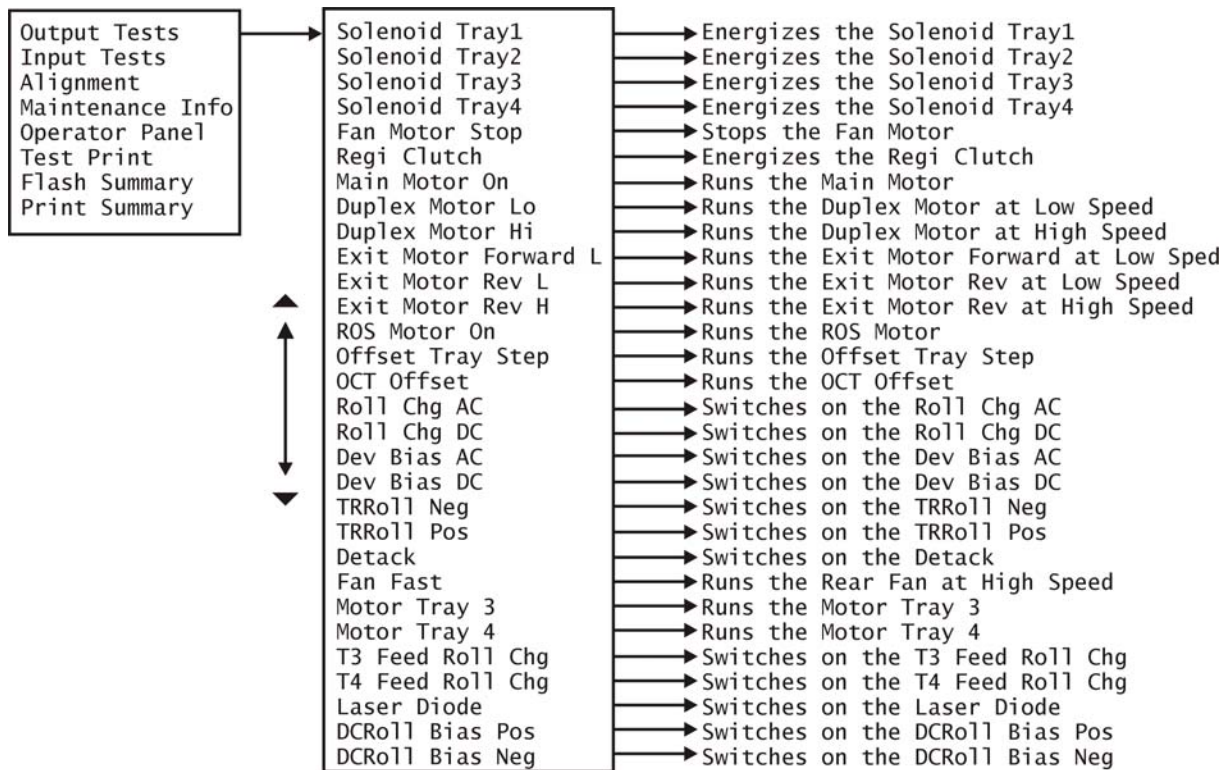 Output Tests
Input Tests
Alignment
Maintenance Info
Operator Panel
Test Print
Flash Summary
Print Summary
Solenoid Tray1
Solenoid Tray2
Solenoid Tray3
Solenoid Tray4
Fan Motor Stop
Regi Clutch
Main Motor On
Duplex Motor Lo
Duplex Motor Hi
Exit Motor Forward L
Exit Motor Rev L
Exit Motor Rev H
ROS Motor On
Offset Tray Step
OCT Offset
Roll Chg AC
Roll Chg DC
Dev Bias AC
Dev Bias DC
TRRoll Neg
TRRoll Pos
Detack
Fan Fast
Motor Tray 3
Motor Tray 4
T3 Feed Roll Chg
T4 Feed Roll Chg
Laser Diode
DCRoll Bias Pos
DCRoll Bias Neg
Energizes the Solenoid Tray1
Energizes the Solenoid Tray2
Energizes the Solenoid Tray3
Energizes the Solenoid Tray4
Stops the Fan Motor
Energizes the Regi Clutch
Runs the Main Motor
Runs the Duplex Motor at Low Speed
Runs the Duplex Motor at High Speed
Runs the Exit Motor Forward at Low Sped
Runs the Exit Motor Rev at Low Speed
Runs the Exit Motor Rev at High Speed
Runs the ROS Motor
Runs the Offset Tray Step
Runs the OCT Offset
Switches on the Roll Chg AC
Switches on the Roll Chg DC
Switches on the Dev Bias AC
Switches on the Dev Bias DC
Switches on the TRRoll Neg
Switches on the TRRoll Pos
Switches on the Detack
Runs the Rear Fan at High Speed
Runs the Motor Tray 3
Runs the Motor Tray 4
Switches on the T3 Feed Roll Chg
Switches on the T4 Feed Roll Chg
Switches on the Laser Diode
Switches on the DCRoll Bias Pos
Switches on the DCRoll Bias Neg